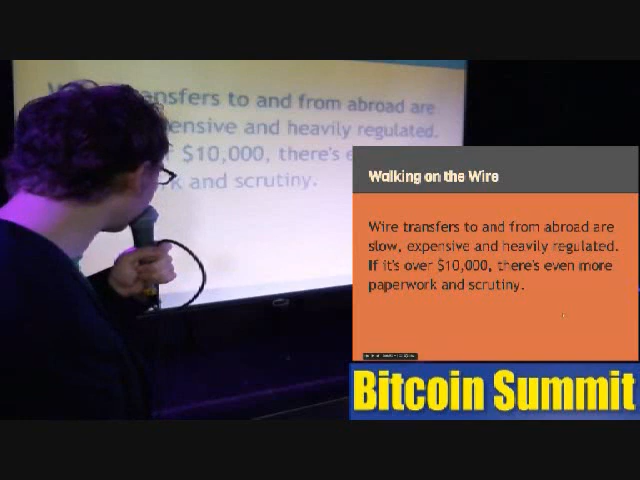 nsfers to and from abroad are
ensive and heavily regulated.
$10,000, there's
and scrutiny.
Walking on the Wire
Wire transfers to and from abroad are
slow, expensive and heavily regulated.
If it's over $10,000, there's even more
paperwork and scrutiny.
Bitcoin Summit